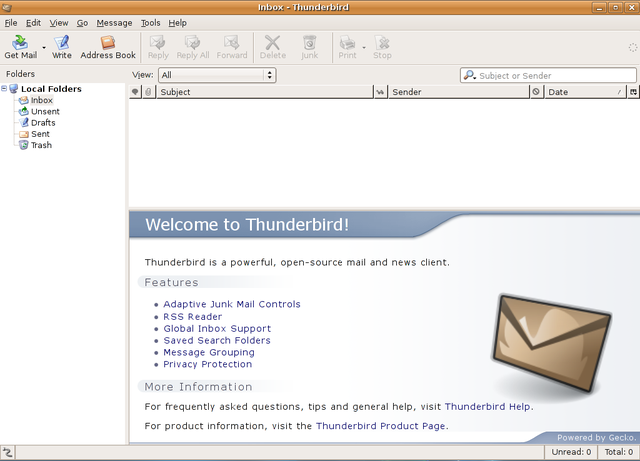 Inbox - Thunderbird
File Edit View Go Message Tools Help
Get Mail Write Address Book Reply Reply All Forward Delete Junk Print Stop
Folders View: All Subject or Sender
Subject Sender Date
Local Folders
Inbox
Unsent
Drafts
Sent
Trash
Welcome to Thunderbird!
Thunderbird is a powerful, open-source mail and news client.
Features
Adaptive Junk Mail Controls
RSS Reader
Global Inbox Support
Saved Search Folders
Message Grouping
Privacy Protection
More Information
For frequently asked questions, tips and general help, visit Thunderbird Help.
For product information, visit the Thunderbird Product Page.
Powered by Gecko.
Unread: 0 Total: 0